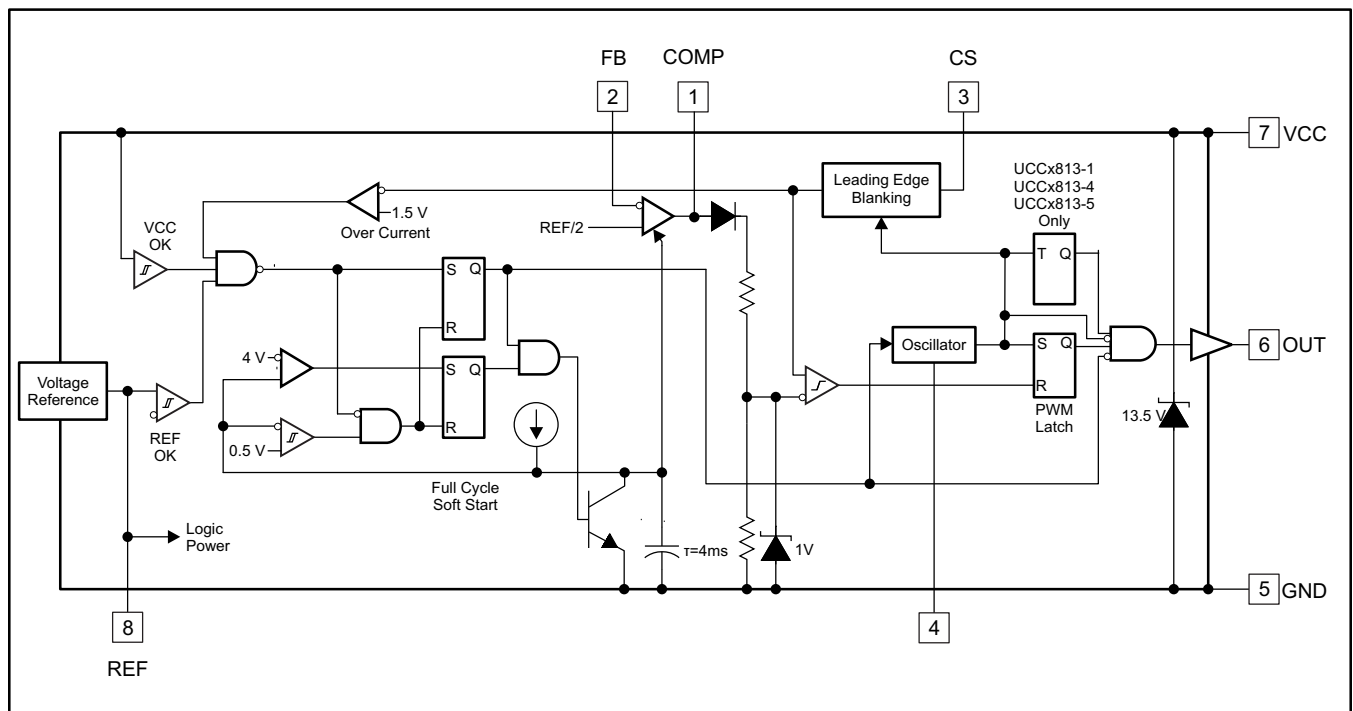 FB
COMP
CS
2
1
3
7
VCC
UCCx813-1
UCCx813-4
UCCx813-5
Only
Leading Edge
Blanking
1.5 V
Over Current
REF/2
VCC
OK
T
Q
S
Q
R
Oscillator
S
Q
R
PWM
Latch
6
OUT
4 V
S
Q
R
0.5 V
Voltage
Reference
REF
OK
13.5 V
Full Cycle
Soft Start
Logic
Power
τ=4ms
1V
5
GND
8
4
REF